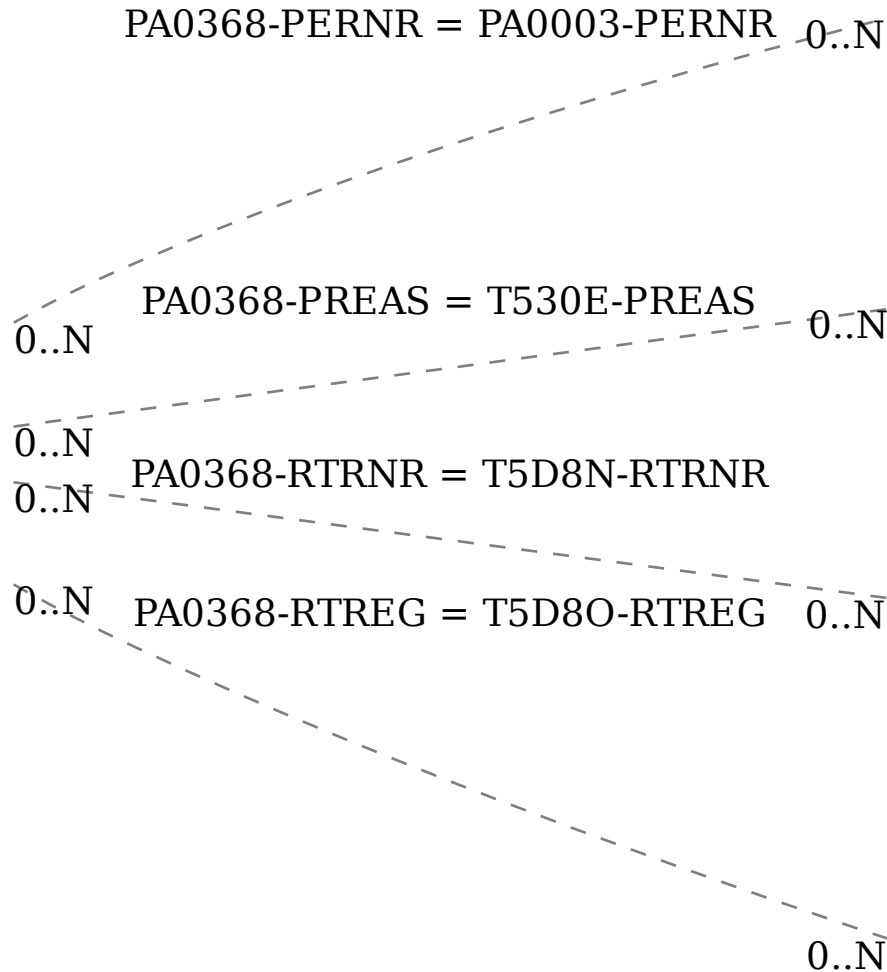 PA0368-PERNR = PA0003-PERNR 0..N
PA0368-PREAS = T530E-PREAS
0..N 0..N
0..N
PA0368-RTRNR = T5D8N-RTRNR
0..N
0..N PA0368-RTREG = T5D8O-RTREG 0..N
0..N